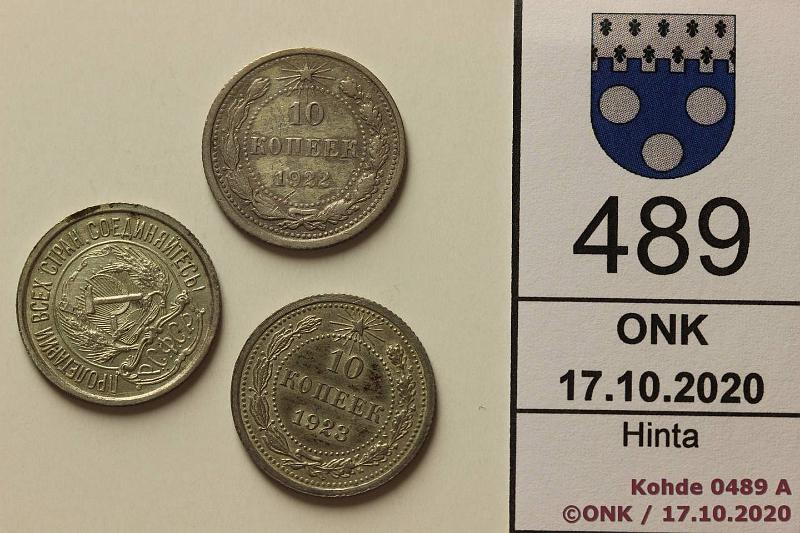 10
КОПЕЕК
1922
ПРОЛЕТАРИИ ВСЕХ СТРАН, СОЕДИНЯЙТЕСЬ!
Р.С.Ф.С.Р.
10
КОПЕЕК
1923
489
ONK
17.10.2020
Hinta
Kohde 0489 A
©ONK / 17.10.2020